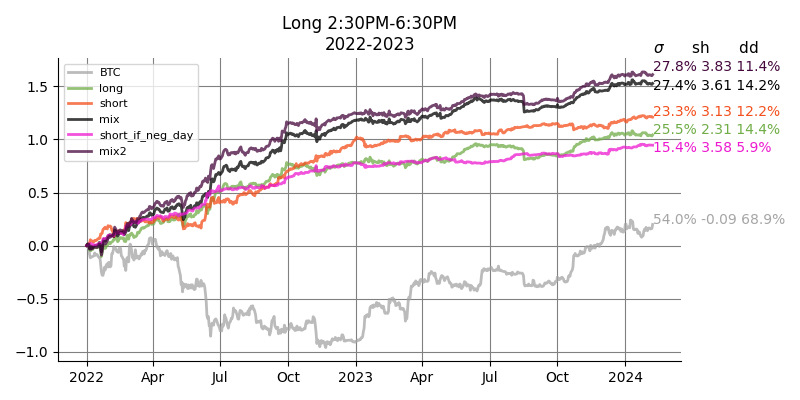 Long 2:30PM-6:30PM
2022-2023
σ sh dd
27.8% 3.83 11.4%
27.4% 3.61 14.2%
23.3% 3.13 12.2%
25.5% 2.31 14.4%
15.4% 3.58 5.9%
54.0% -0.09 68.9%
BTC
long
short
mix
short_if_neg_day
mix2
1.5
1.0
0.5
0.0
−0.5
−1.0
2022 Apr Jul Oct 2023 Apr Jul Oct 2024